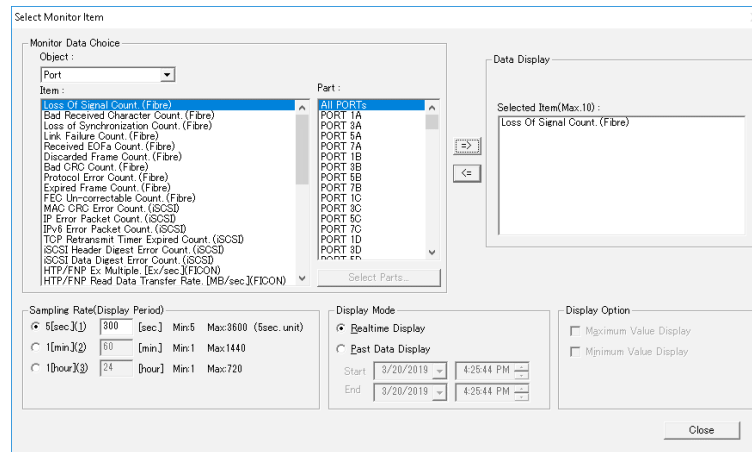 Select Monitor Item
Monitor Data Choice
Object :
Port
Item :
Loss Of Signal Count. (Fibre)
Bad Received Character Count. (Fibre)
Loss of Synchronization Count. (Fibre)
Link Failure Count. (Fibre)
Received EOFa Count. (Fibre)
Discarded Frame Count. (Fibre)
Bad CRC Count. (Fibre)
Protocol Error Count. (Fibre)
Expired Frame Count. (Fibre)
FEC Un-correctable Count. (Fibre)
MAC CRC Error Count. (iSCSI)
IP Error Packet Count. (iSCSI)
IPv6 Error Packet Count. (iSCSI)
TCP Retransmit Timer Expired Count. (iSCSI)
iSCSI Header Digest Error Count. (iSCSI)
iSCSI Data Digest Error Count. (iSCSI)
HTP/FNP Ex Multiple. [Ex/sec.](FICON)
HTP/FNP Read Data Transfer Rate. [MB/sec.](FICON)
Part :
All PORTs
PORT 1A
PORT 3A
PORT 5A
PORT 7A
PORT 1B
PORT 3B
PORT 5B
PORT 7B
PORT 1C
PORT 3C
PORT 5C
PORT 7C
PORT 1D
PORT 3D
PORT 5D
Select Parts...
=>
<=
Data Display
Selected Item(Max.10) :
Loss Of Signal Count. (Fibre)
Sampling Rate(Display Period)
5[sec.](1) 300 [sec.] Min:5 Max:3600 (5sec. unit)
1[min.](2) 60 [min.] Min:1 Max:1440
1[hour](3) 24 [hour] Min:1 Max:720
Display Mode
Realtime Display
Past Data Display
Start 3/20/2019 4:25:44 PM
End 3/20/2019 4:25:44 PM
Display Option
Maximum Value Display
Minimum Value Display
Close